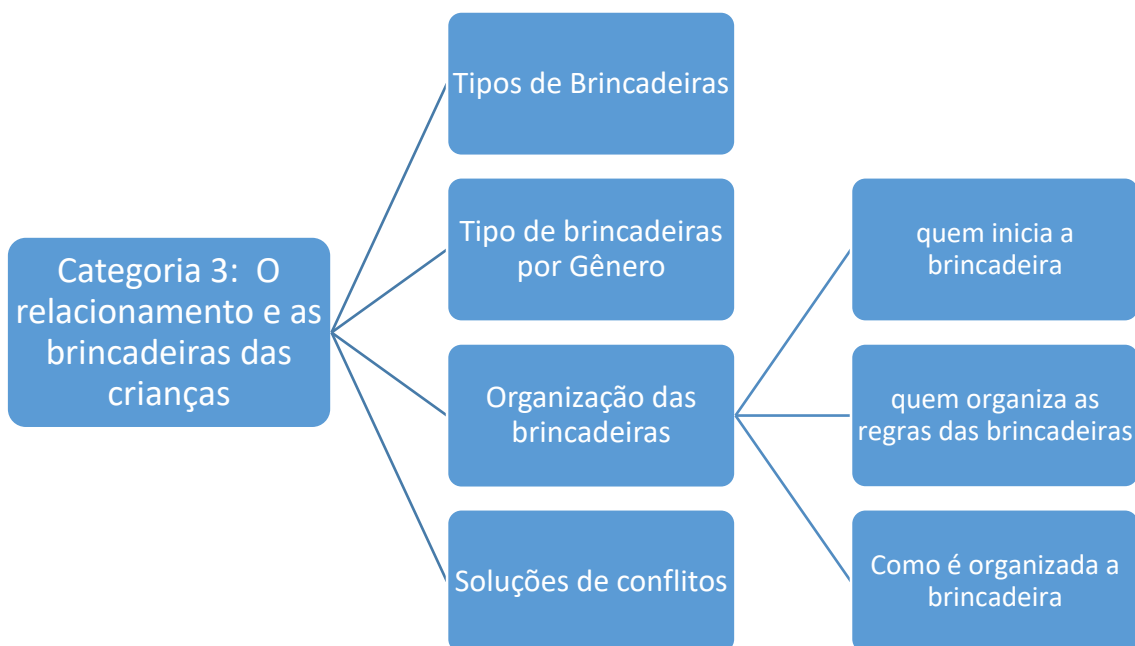 Categoria 3: O
relacionamento e as
brincadeiras das
crianças
Tipos de Brincadeiras
Tipo de brincadeiras
por Gênero
Organização das
brincadeiras
Soluções de conflitos
quem inicia a
brincadeira
quem organiza as
regras das brincadeiras
Como é organizada a
brincadeira